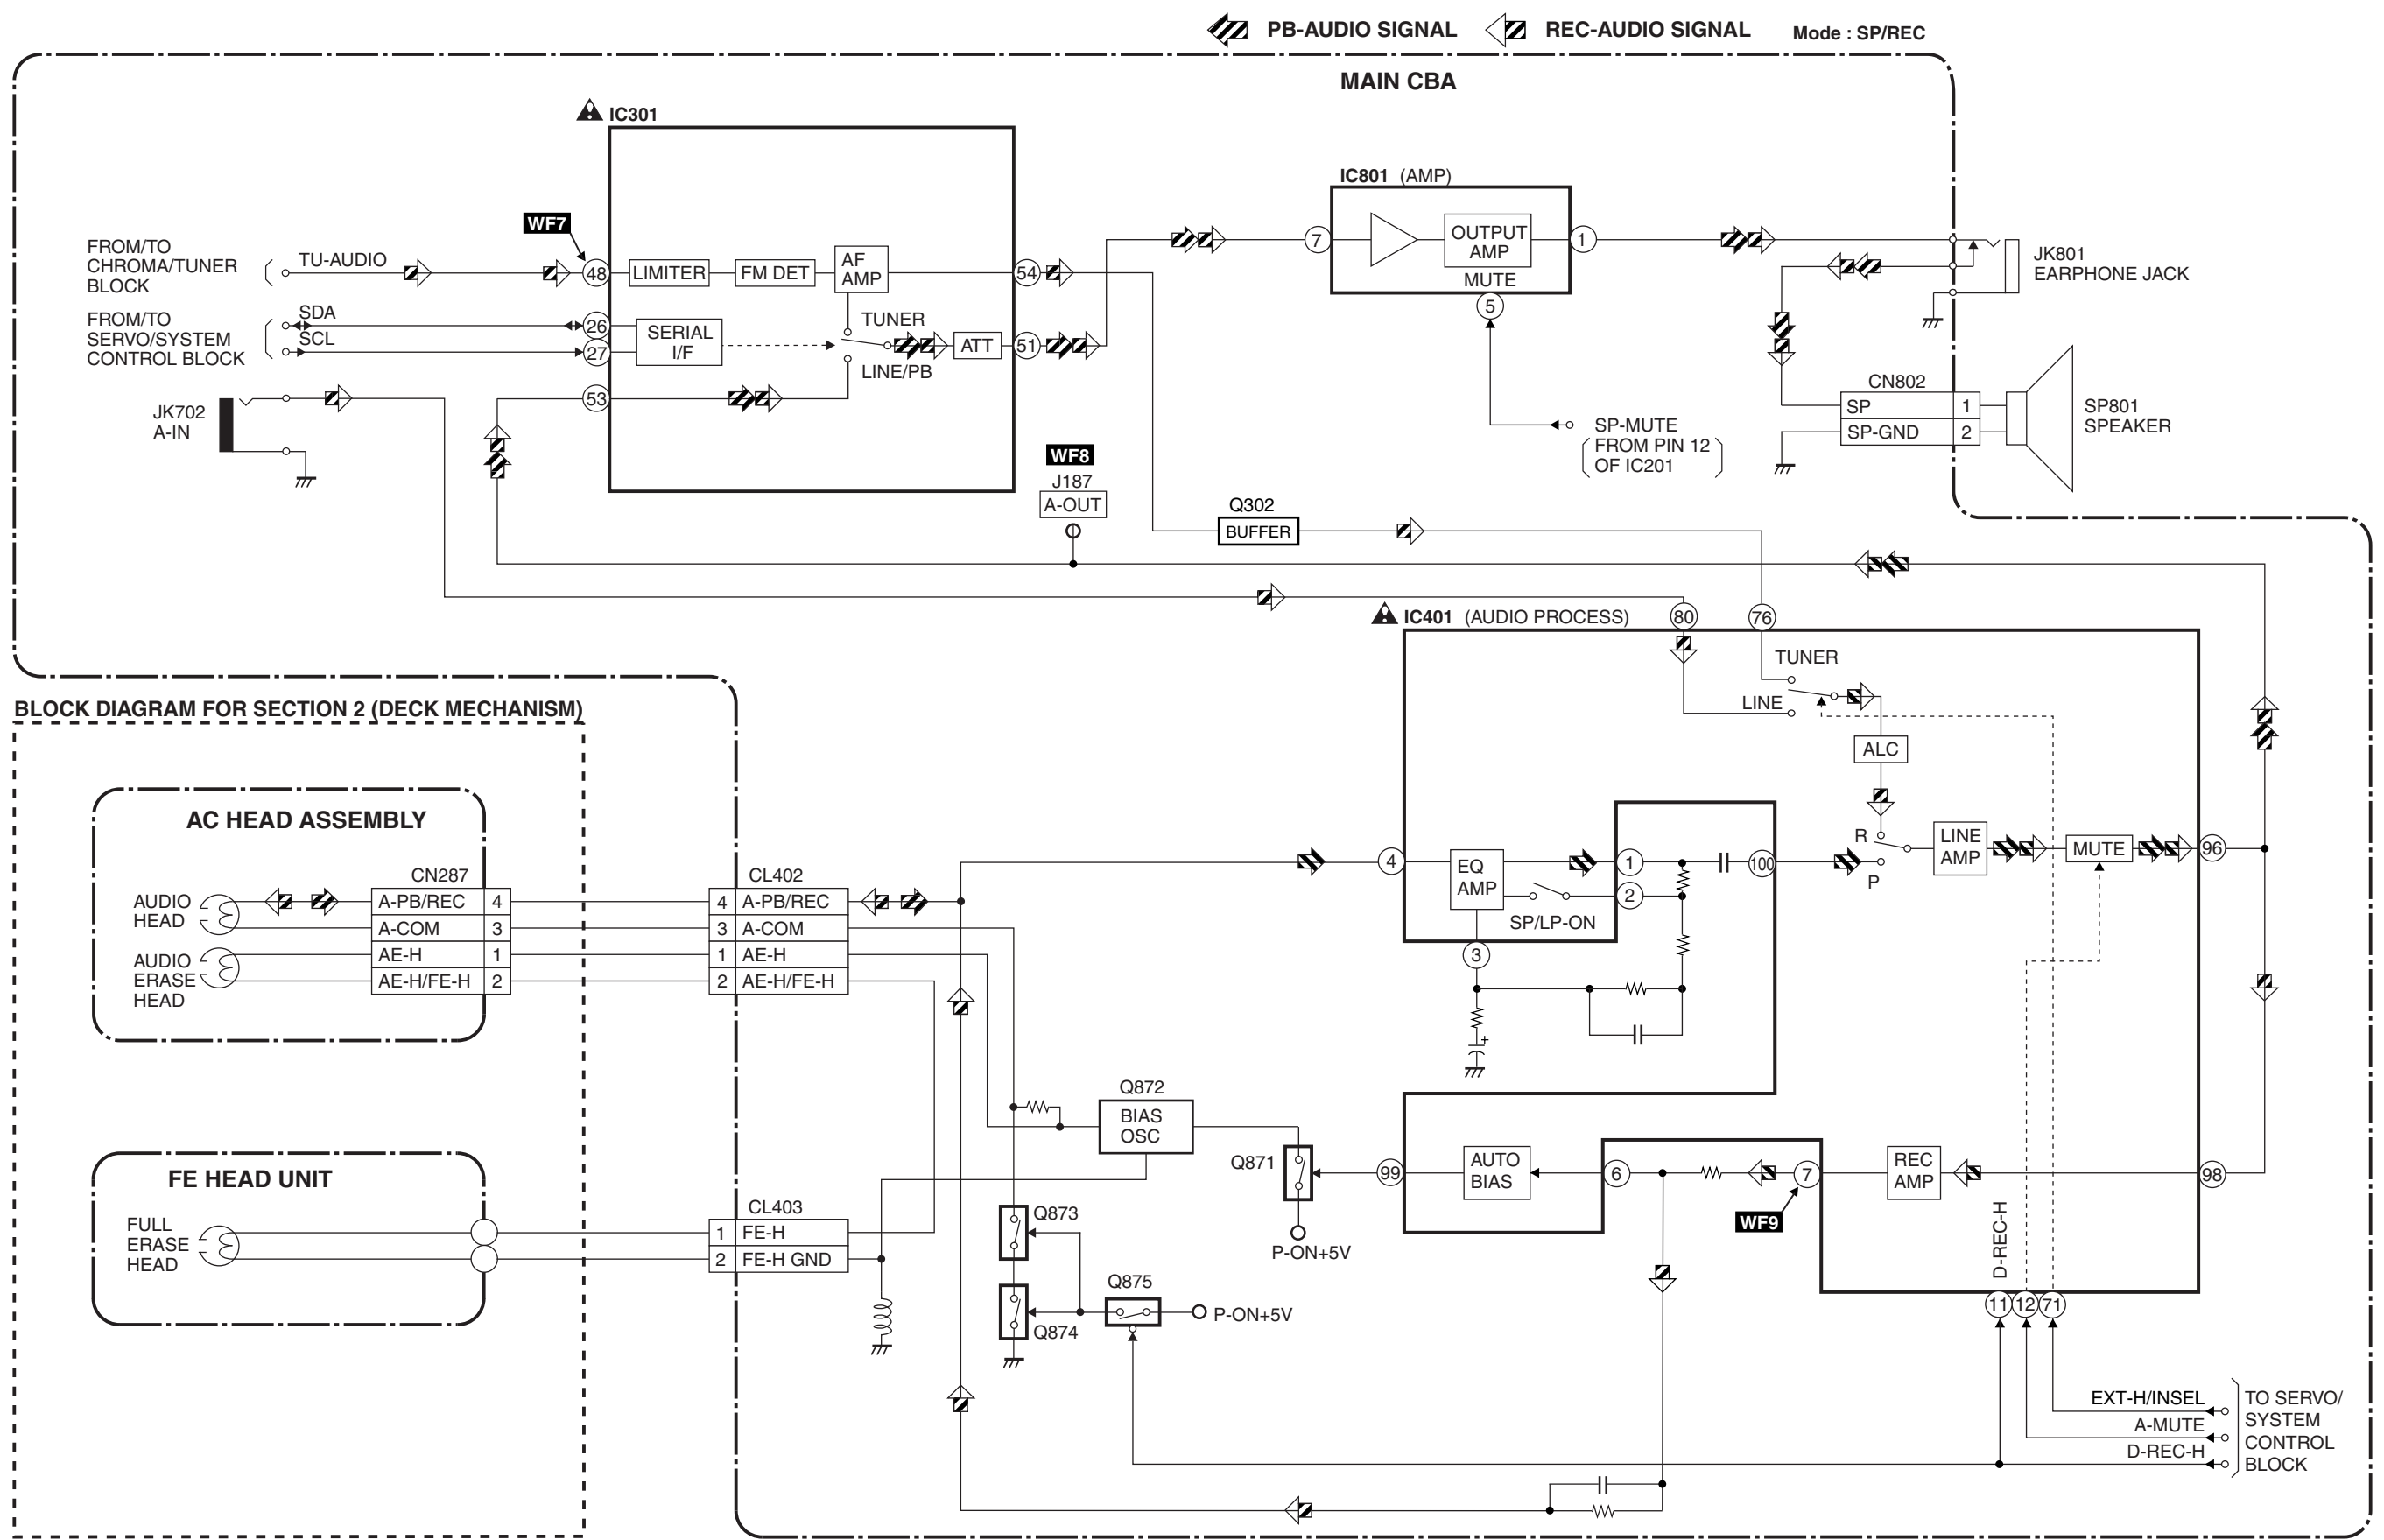 PB-AUDIO SIGNAL
REC-AUDIO SIGNAL
Mode : SP/REC
MAIN CBA
IC301
WF7
FROM/TO
CHROMA/TUNER
BLOCK
TU-AUDIO
48
LIMITER
FM DET
AF
AMP
54
FROM/TO
SERVO/SYSTEM
CONTROL BLOCK
SDA
SCL
26
27
SERIAL
I/F
TUNER
LINE/PB
ATT
51
53
JK702
A-IN
IC801 (AMP)
7
OUTPUT
AMP
MUTE
1
5
SP-MUTE
FROM PIN 12
OF IC201
JK801
EARPHONE JACK
CN802
SP 1
SP-GND 2
SP801
SPEAKER
WF8
J187
A-OUT
Q302
BUFFER
IC401 (AUDIO PROCESS)
80
76
TUNER
LINE
ALC
R
P
LINE
AMP
MUTE
96
4
EQ
AMP
SP/LP-ON
1
2
3
100
+
BLOCK DIAGRAM FOR SECTION 2 (DECK MECHANISM)
AC HEAD ASSEMBLY
AUDIO
HEAD
AUDIO
ERASE
HEAD
CN287
A-PB/REC 4
A-COM 3
AE-H 1
AE-H/FE-H 2
CL402
4 A-PB/REC
3 A-COM
1 AE-H
2 AE-H/FE-H
FE HEAD UNIT
FULL
ERASE
HEAD
CL403
1 FE-H
2 FE-H GND
Q872
BIAS
OSC
Q871
P-ON+5V
Q873
Q874
Q875
P-ON+5V
99
AUTO
BIAS
6
7
WF9
REC
AMP
98
D-REC-H
11
12
71
EXT-H/INSEL
A-MUTE
D-REC-H
TO SERVO/
SYSTEM
CONTROL
BLOCK